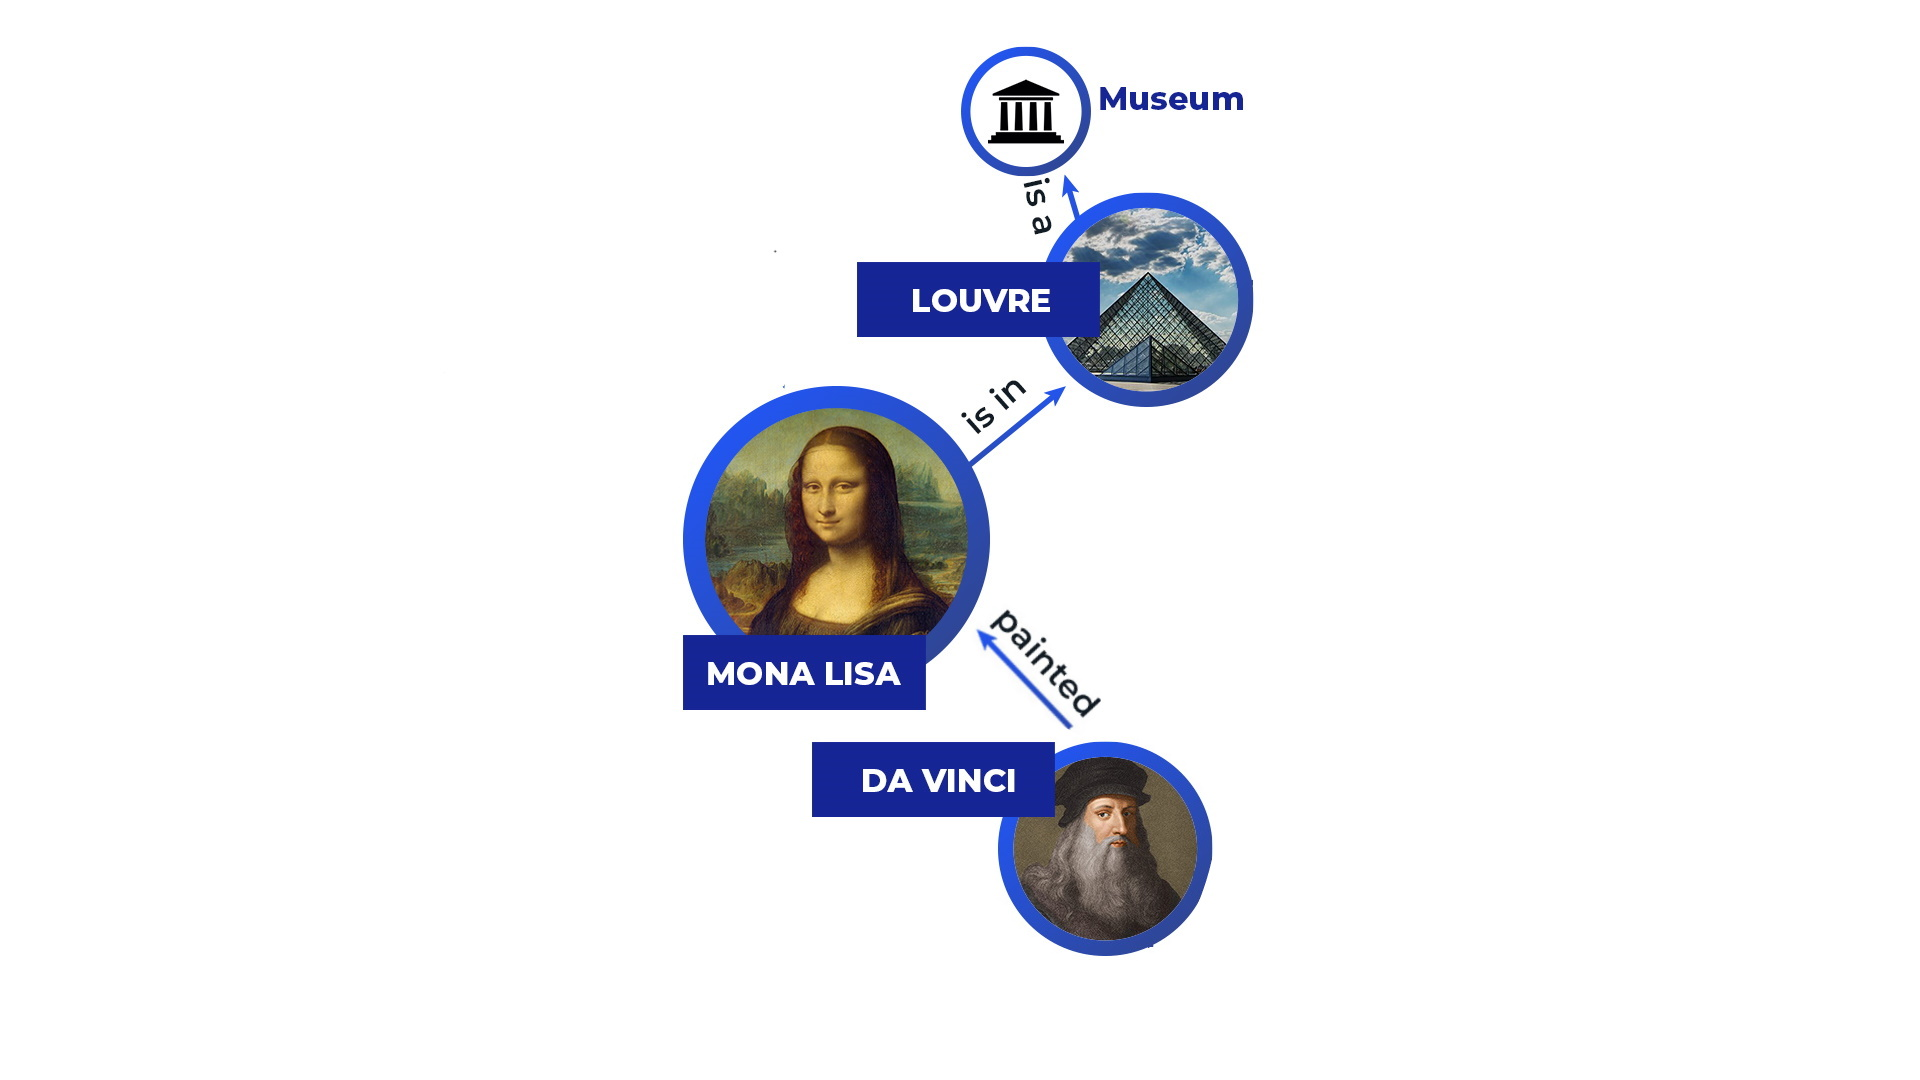 Museum
is a
LOUVRE
is in
MONA LISA
painted
DA VINCI